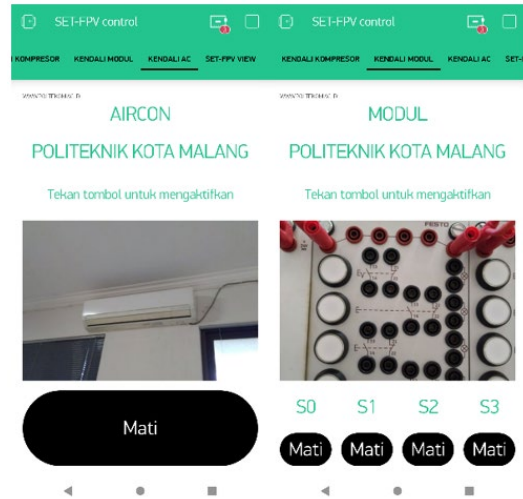 SET-FPV control
KOMPRESOR KENDALI MODUL KENDALI AC SET-FPV VIEW
AIRCON
POLITEKNIK KOTA MALANG
Tekan tombol untuk mengaktifkan
Mati
SET-FPV control
KENDALI KOMPRESOR KENDALI MODUL KENDALI AC SET-
MODUL
POLITEKNIK KOTA MALANG
Tekan tombol untuk mengaktifkan
FESTO
S0 S1 S2 S3
Mati Mati Mati Mati